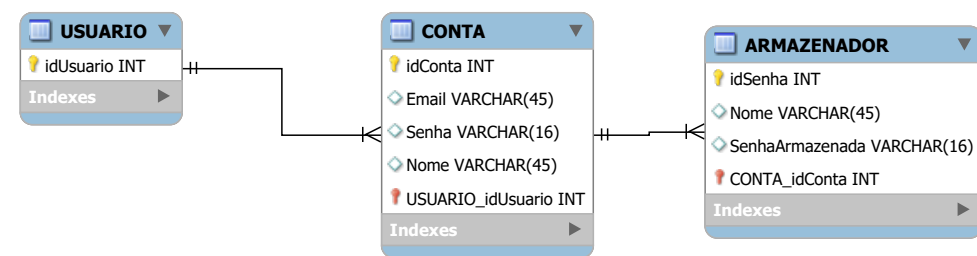 USUARIO
idUsuario INT
Indexes
CONTA
idConta INT
Email VARCHAR(45)
Senha VARCHAR(16)
Nome VARCHAR(45)
USUARIO_idUsuario INT
Indexes
ARMAZENADOR
idSenha INT
Nome VARCHAR(45)
SenhaArmazenada VARCHAR(16)
CONTA_idConta INT
Indexes